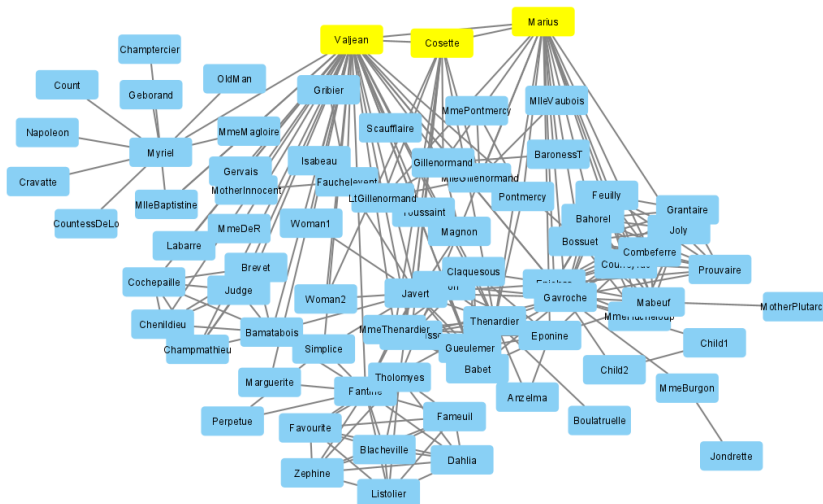 Marius
Valjean
Cosette
Champtercier
OldMan
Count
Geborand
Gribier
MlleVaubois
MmePontmercy
Scaufflaire
Napoleon
MmeMagloire
Myriel
BaronessT
Isabeau
Gillenormand
Gervais
MlleGillenormand
Cravatte
Fauchelevent
MotherInnocent
Feuilly
LtGillenormand
Pontmercy
MlleBaptistine
Grantaire
Toussaint
Bahorel
CountessDeLo
Woman1
MmeDeR
Magnon
Joly
Bossuet
Labarre
Combeferre
Brevet
Prouvaire
Claquesous
Cochepaille
Judge
Javert
Gavroche
Woman2
Mabeuf
MotherPlutarc
Chenildieu
Thenardier
MmeThenardier
Bamatabois
Eponine
Child1
Simplice
Gueulemer
Champmathieu
Babet
Child2
Tholomyes
Marguerite
MmeBurgon
Fantine
Anzelma
Perpetue
Fameuil
Boulatruelle
Favourite
Blacheville
Jondrette
Dahlia
Zephine
Listolier